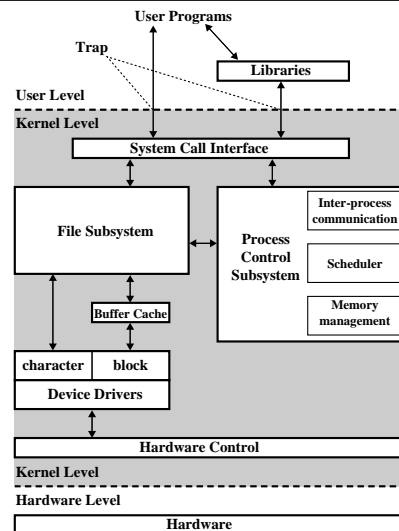 User Programs
Trap
Libraries
User Level
Kernel Level
System Call Interface
File Subsystem
Process
Control
Subsystem
Inter-process
communication
Scheduler
Memory
management
Buffer Cache
character
block
Device Drivers
Hardware Control
Kernel Level
Hardware Level
Hardware